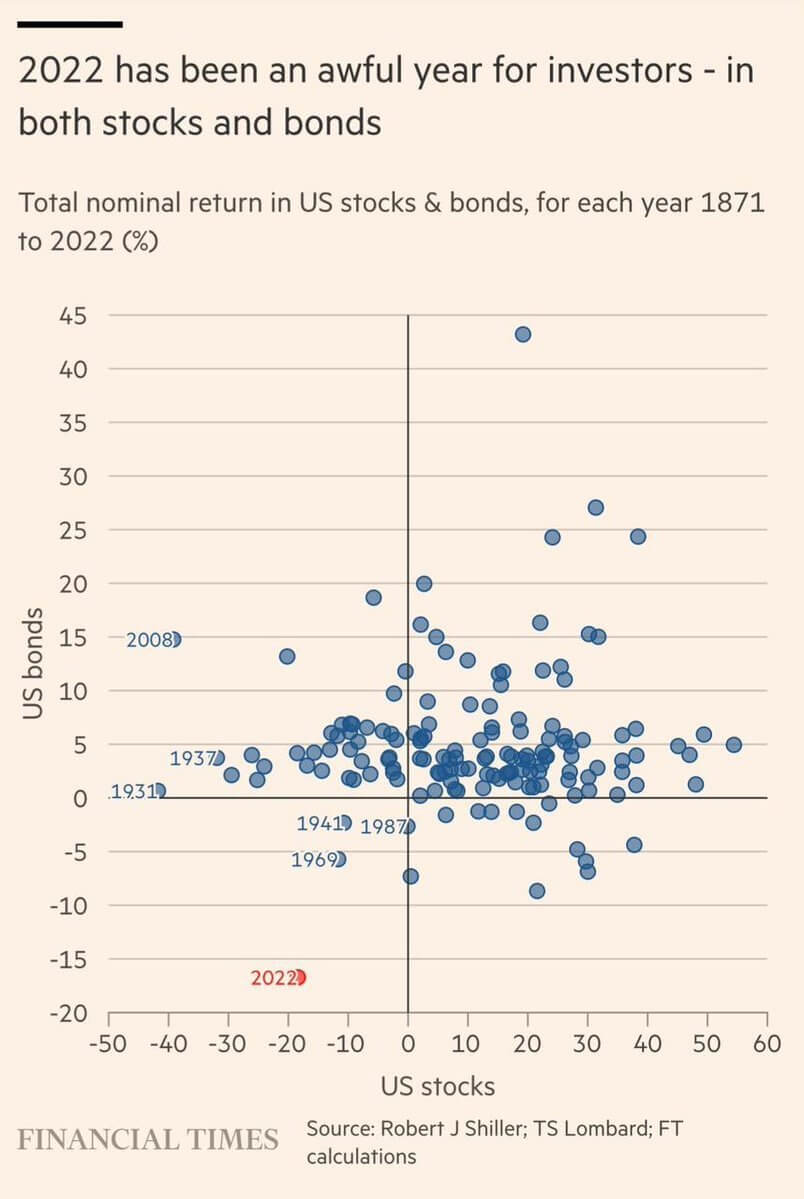 2022 has been an awful year for investors - in
both stocks and bonds
Total nominal return in US stocks & bonds, for each year 1871
to 2022 (%)
45
40
35
30
25
20
15
10
5
0
-5
-10
-15
-20
US bonds
2008
1937
1931
1941
1987
1969
2022
-50 -40 -30 -20 -10 0 10 20 30 40 50 60
US stocks
FINANCIAL TIMES
Source: Robert J Shiller; TS Lombard; FT
calculations